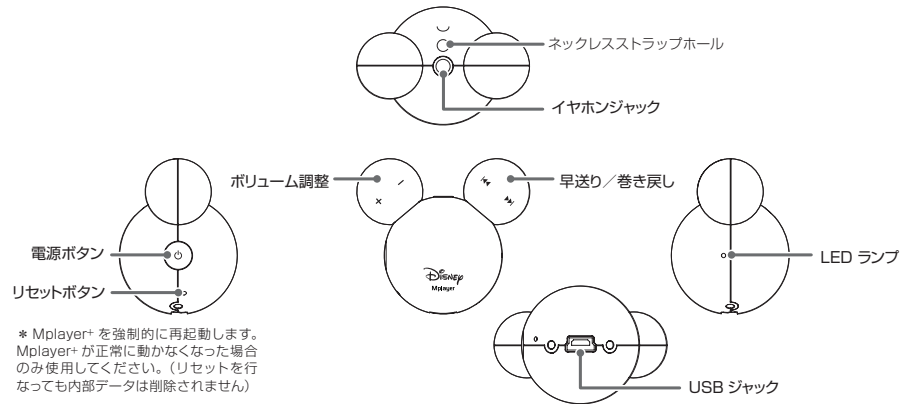 ネックレスストラップホール
イヤホンジャック
ボリューム調整
早送り／巻き戻し
− 
+
Disney
Mplayer
電源ボタン
リセットボタン
LED ランプ
＊ Mplayer+ を強制的に再起動します。
Mplayer+ が正常に動かなくなった場合
のみ使用してください。（リセットを行
なっても内部データは削除されません）
USB ジャック